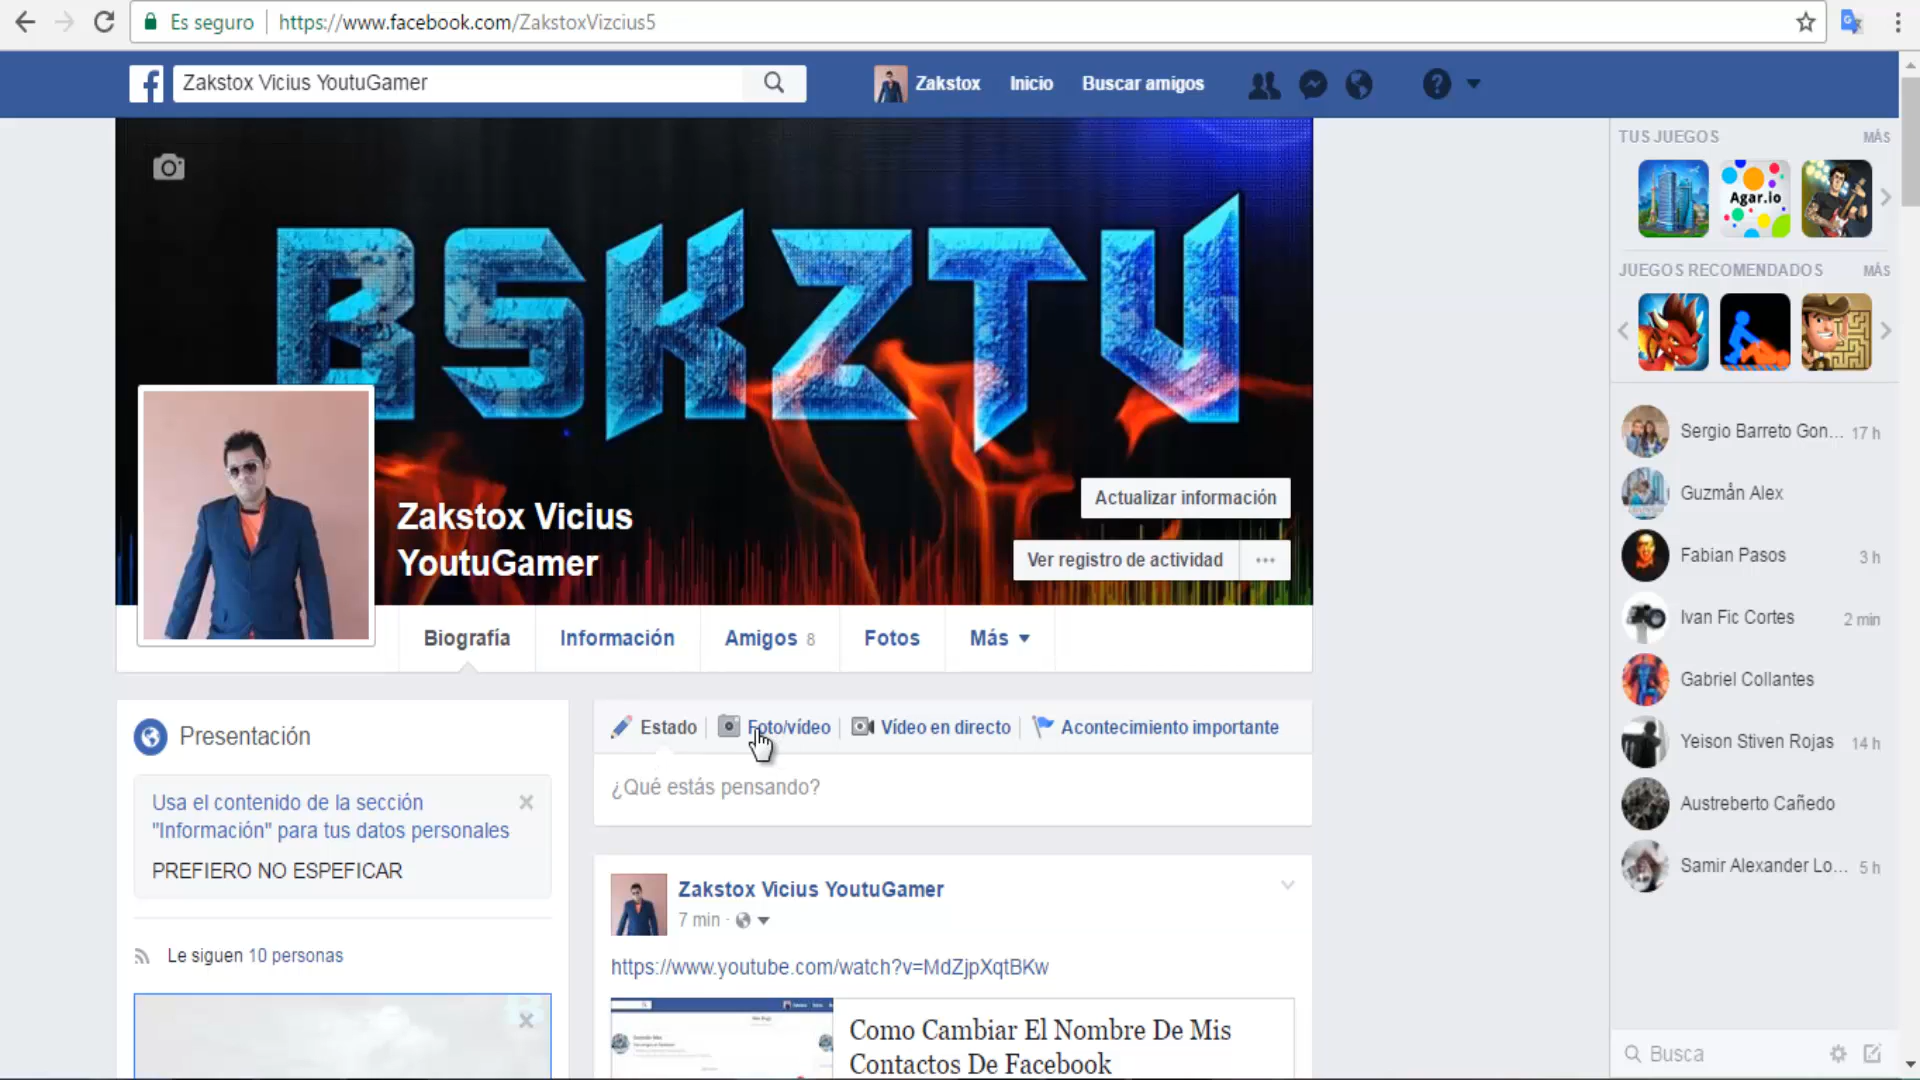 Es seguro https://www.facebook.com/ZakstoxVizcius5
Zakstox Vicius YoutuGamer
Zakstox Inicio Buscar amigos
BSKZTV
Zakstox Vicius
YoutuGamer
Actualizar información
Ver registro de actividad ...
Biografía Información Amigos 8 Fotos Más
Presentación
Usa el contenido de la sección
"Información" para tus datos personales
PREFIERO NO ESPEFICAR
Le siguen 10 personas
Estado Foto/vídeo Vídeo en directo Acontecimiento importante
¿Qué estás pensando?
Zakstox Vicius YoutuGamer
7 min
https://www.youtube.com/watch?v=MdZjpXqtBKw
Como Cambiar El Nombre De Mis
Contactos De Facebook
TUS JUEGOS MÁS
Agar.io
JUEGOS RECOMENDADOS MÁS
Sergio Barreto Gon... 17 h
Guzmån Alex
Fabian Pasos 3 h
Ivan Fic Cortes 2 min
Gabriel Collantes
Yeison Stiven Rojas 14 h
Austreberto Cañedo
Samir Alexander Lo... 5 h
Busca